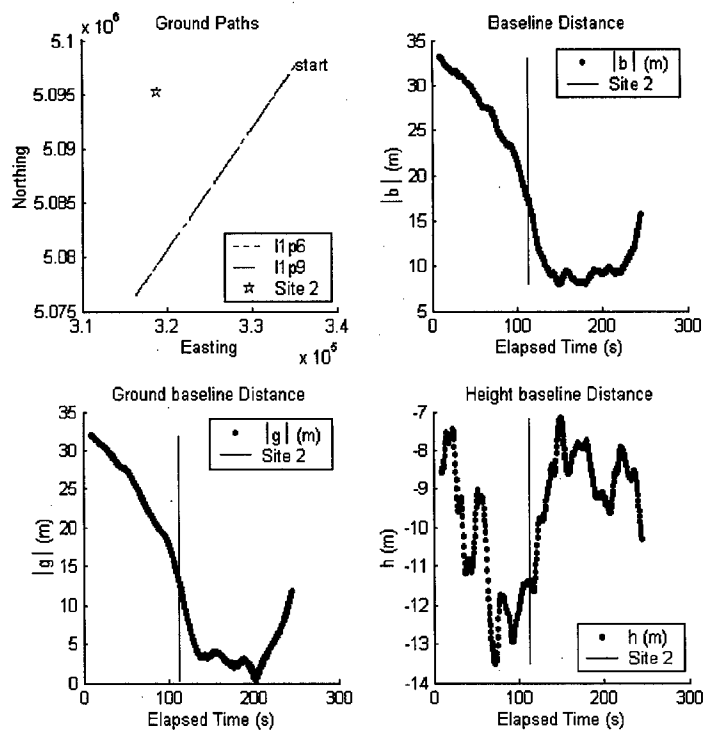 x 10⁶
Ground Paths
5.1
5.095
5.09
5.085
5.08
5.075
Northing
start
l1p6
l1p9
Site 2
3.1
3.2
3.3
3.4
Easting
x 10⁵
Baseline Distance
35
30
25
20
15
10
5
|b| (m)
|b| (m)
Site 2
0
100
200
300
Elapsed Time (s)
Ground baseline Distance
35
30
25
20
15
10
5
0
|g| (m)
|g| (m)
Site 2
0
100
200
300
Elapsed Time (s)
Height baseline Distance
-7
-8
-9
-10
-11
-12
-13
-14
h (m)
h (m)
Site 2
0
100
200
300
Elapsed Time (s)